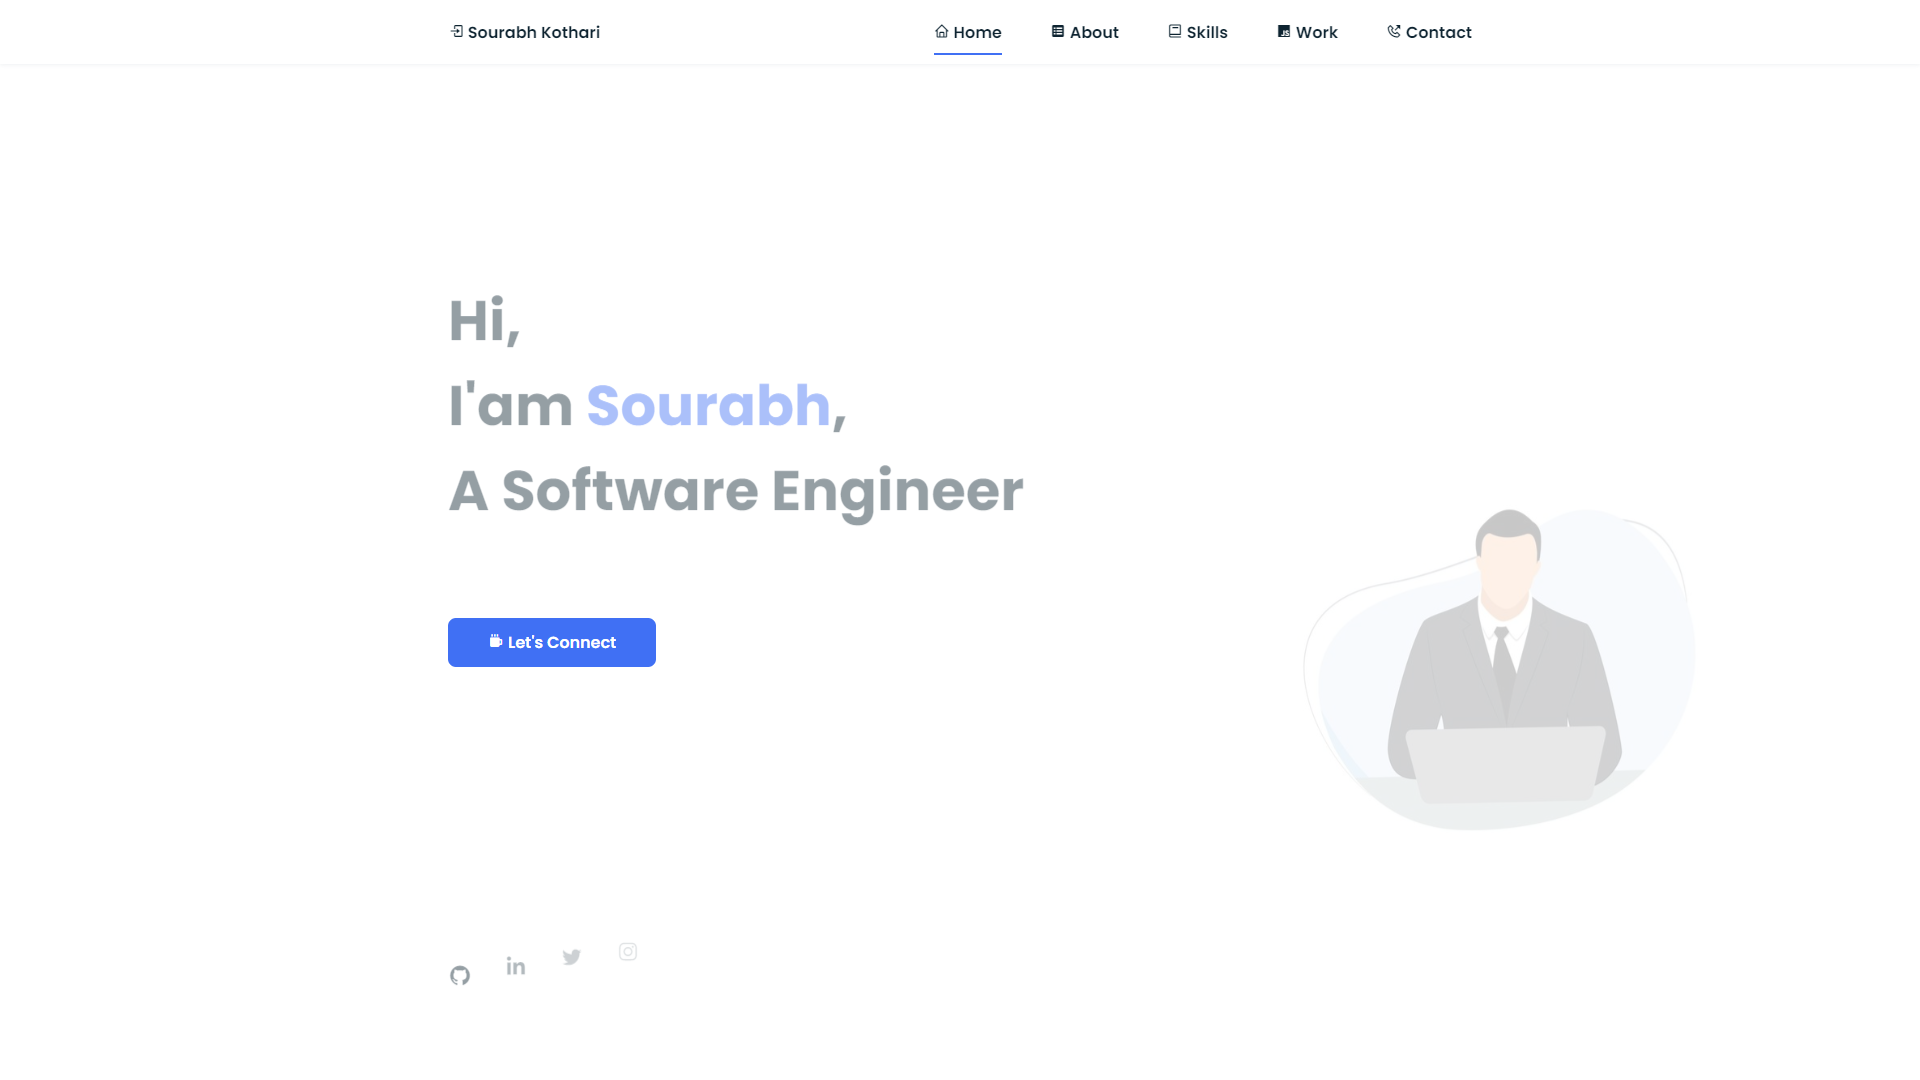 Sourabh Kothari
Home
About
Skills
Work
Contact
Hi,
I'am Sourabh,
A Software Engineer
Let's Connect